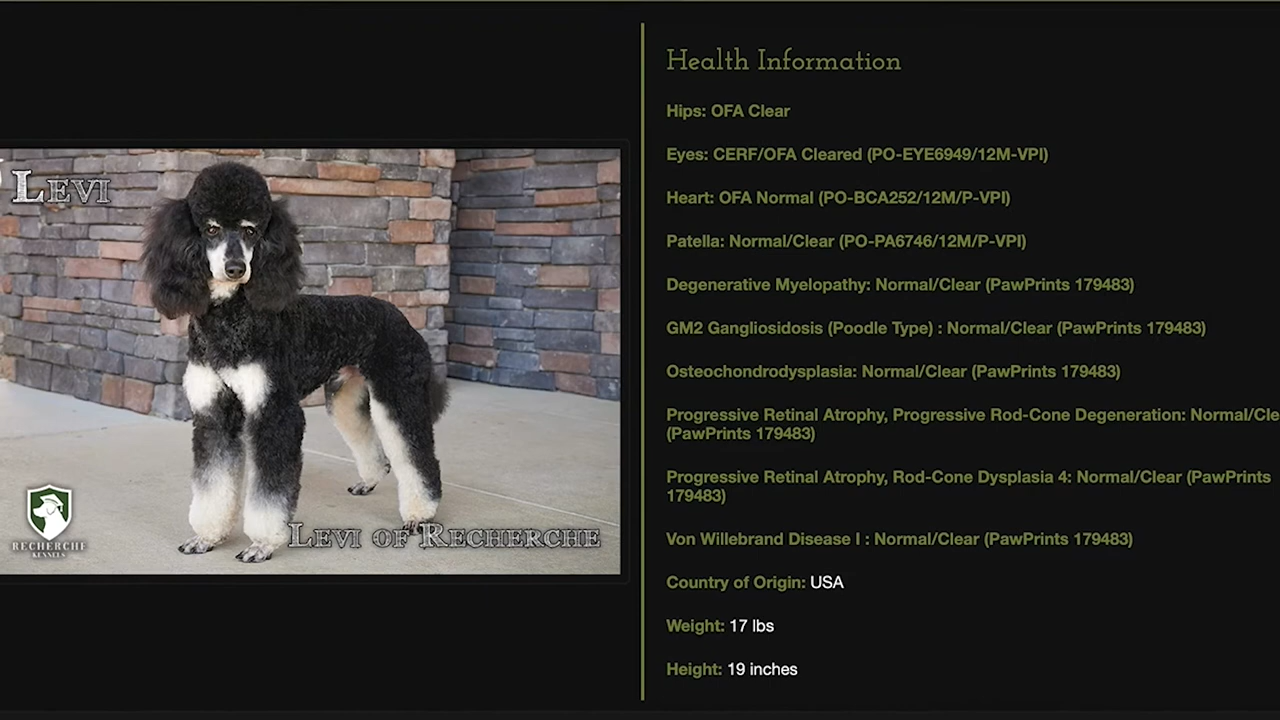 Levi
RECHERCHE
KENNELS
Levi of Recherche
Health Information
Hips: OFA Clear
Eyes: CERF/OFA Cleared (PO-EYE6949/12M-VPI)
Heart: OFA Normal (PO-BCA252/12M/P-VPI)
Patella: Normal/Clear (PO-PA6746/12M/P-VPI)
Degenerative Myelopathy: Normal/Clear (PawPrints 179483)
GM2 Gangliosidosis (Poodle Type) : Normal/Clear (PawPrints 179483)
Osteochondrodysplasia: Normal/Clear (PawPrints 179483)
Progressive Retinal Atrophy, Progressive Rod-Cone Degeneration: Normal/Cle
(PawPrints 179483)
Progressive Retinal Atrophy, Rod-Cone Dysplasia 4: Normal/Clear (PawPrints
179483)
Von Willebrand Disease I : Normal/Clear (PawPrints 179483)
Country of Origin: USA
Weight: 17 lbs
Height: 19 inches